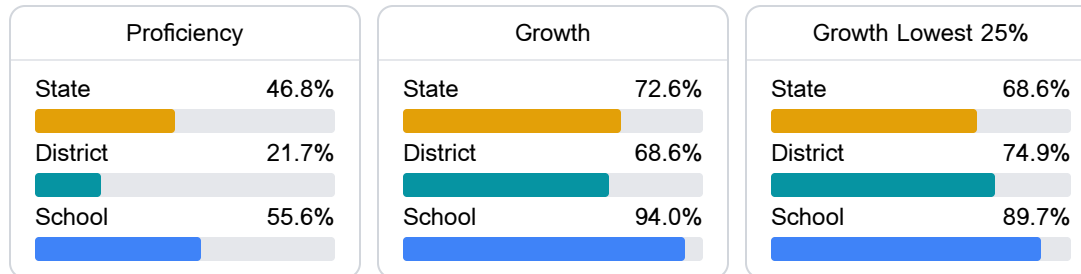 Proficiency
State 46.8%
District 21.7%
School 55.6%
Growth
State 72.6%
District 68.6%
School 94.0%
Growth Lowest 25%
State 68.6%
District 74.9%
School 89.7%